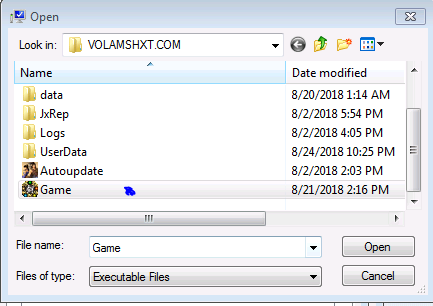 Open
Look in: VOLAMSHXT.COM
Name Date modified
data 8/20/2018 1:14 AM
JxRep 8/2/2018 5:54 PM
Logs 8/2/2018 4:05 PM
UserData 8/24/2018 10:25 PM
Autoupdate 8/2/2018 2:03 PM
Game 8/21/2018 2:16 PM
File name: Game Open
Files of type: Executable Files Cancel